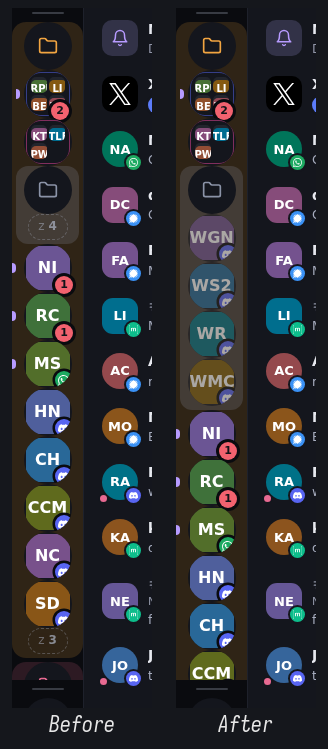 RP LI
BE 2
KT TLI
PW
z 4
NI 1
RC 1
MS
HN
CH
CCM
NC
SD
z 3
NA
DC
FA
LI
AC
MO
RA
KA
NE
JO
Before
RP LI
BE 2
KT TLI
PW
WGN
WS2
WR
WMC
NI 1
RC 1
MS
HN
CH
CCM
NA
DC
FA
LI
AC
MO
RA
KA
NE
JO
After